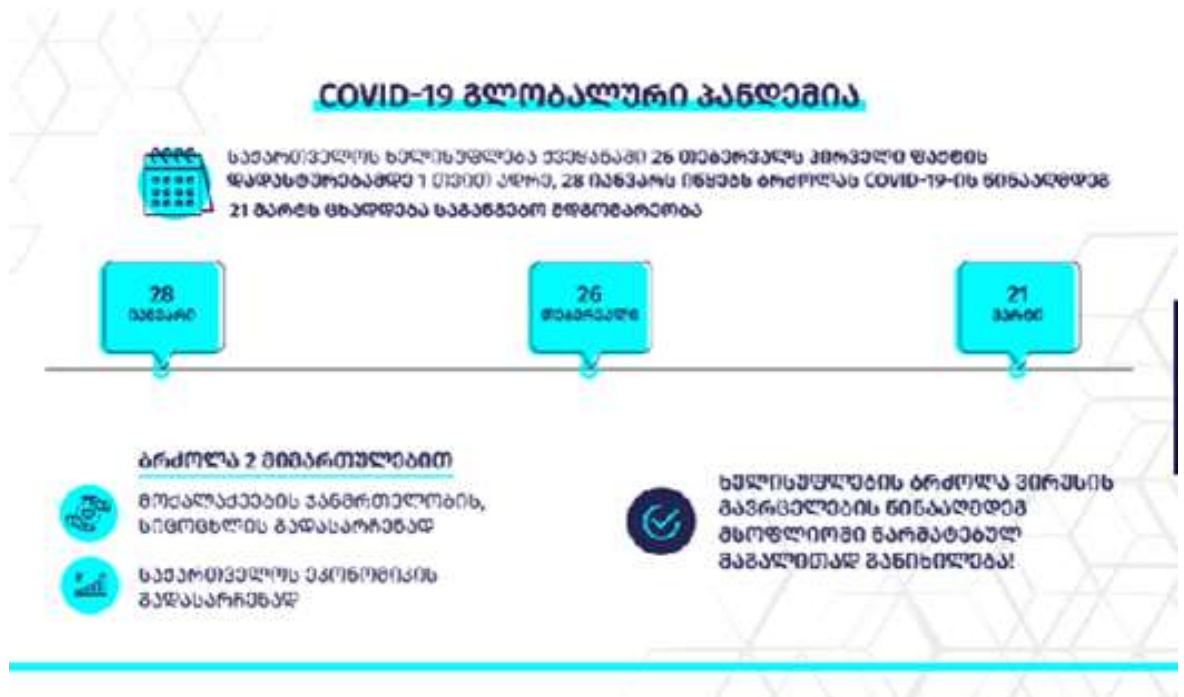 COVID-19 გლობალური პანდემია
საქართველოს ხელისუფლება ქვეყანაში 26 თებერვალს პირველი ფაქტის
დადასტურებამდე 1 თვით ადრე, 28 იანვარს იწყებს ბრძოლას COVID-19-ის წინააღმდეგ
21 მარტს ცხადდება საგანგებო მდგომარეობა
28
იანვარი
26
თებერვალი
21
მარტი
ბრძოლა 2 მიმართულებით
მოქალაქეების ჯანმრთელობის,
სიცოცხლის გადასარჩენად
საქართველოს ეკონომიკის
გადასარჩენად
ხელისუფლების ბრძოლა ვირუსის
გავრცელების წინააღმდეგ
მსოფლიოში წარმატებულ
მაგალითად განიხილება!